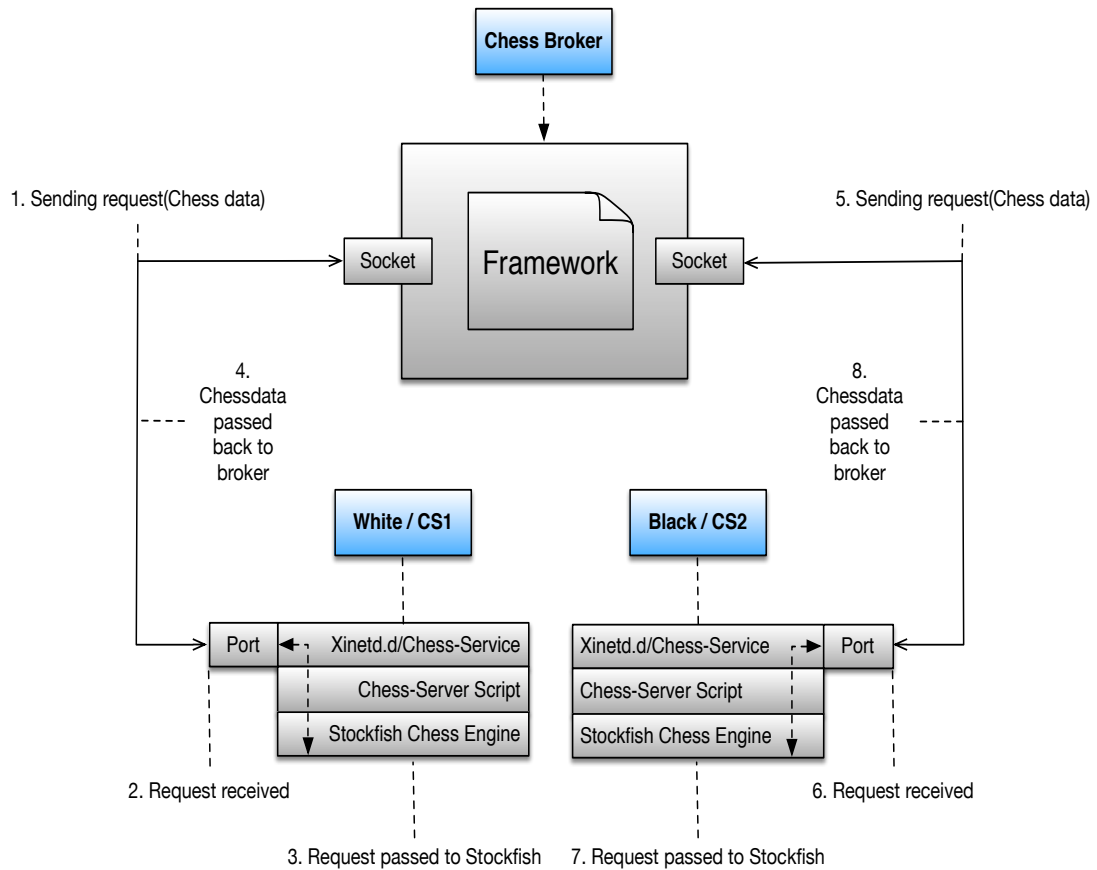 Chess Broker
1. Sending request(Chess data)
5. Sending request(Chess data)
Socket
Framework
Socket
4.
Chessdata
passed
back to
broker
8.
Chessdata
passed
back to
broker
White / CS1
Black / CS2
Port
Xinetd.d/Chess-Service
Chess-Server Script
Stockfish Chess Engine
Xinetd.d/Chess-Service
Port
Chess-Server Script
Stockfish Chess Engine
2. Request received
6. Request received
3. Request passed to Stockfish
7. Request passed to Stockfish